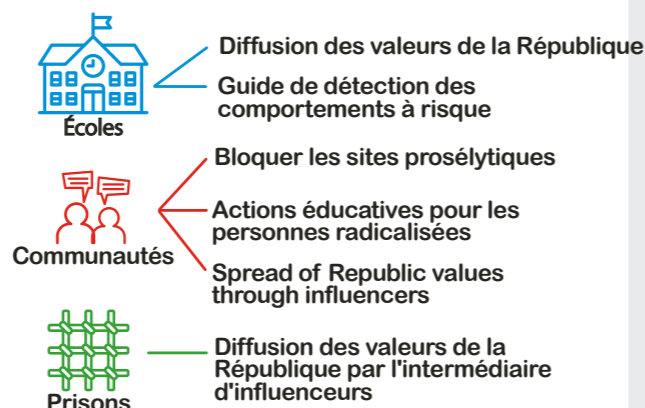 Diffusion des valeurs de la République
Guide de détection des
comportements à risque
Écoles
Bloquer les sites prosélytiques
Actions éducatives pour les
personnes radicalisées
Communautés
Spread of Republic values
through influencers
Diffusion des valeurs de la
République par l'intermédiaire
d'influenceurs
Prisons